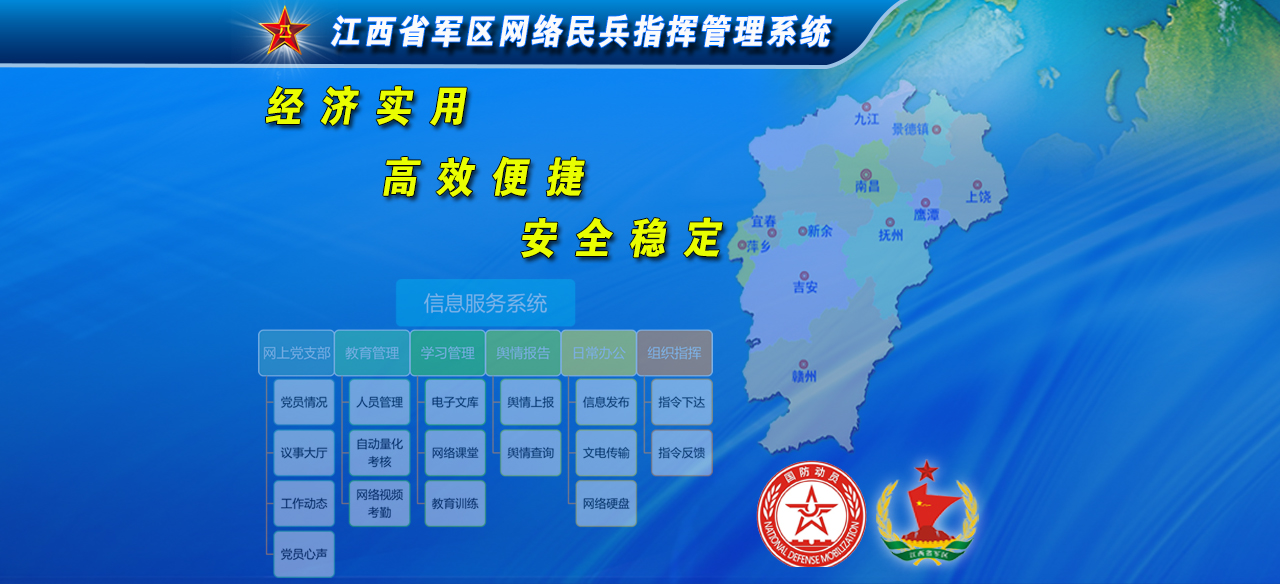 江西省军区网络民兵指挥管理系统
经济实用
高效便捷
安全稳定
九江
景德镇
南昌
上饶
鹰潭
宜春
新余
抚州
萍乡
吉安
赣州
信息服务系统
网上党支部
教育管理
学习管理
舆情报告
日常办公
组织指挥
党员情况
人员管理
电子文库
舆情上报
信息发布
指令下达
议事大厅
自动量化
考核
网络课堂
舆情查询
文电传输
指令反馈
工作动态
网络视频
考勤
教育训练
网络硬盘
党员心声
国防动员
NATIONAL DEFENSE MOBILIZATION
江西省军区